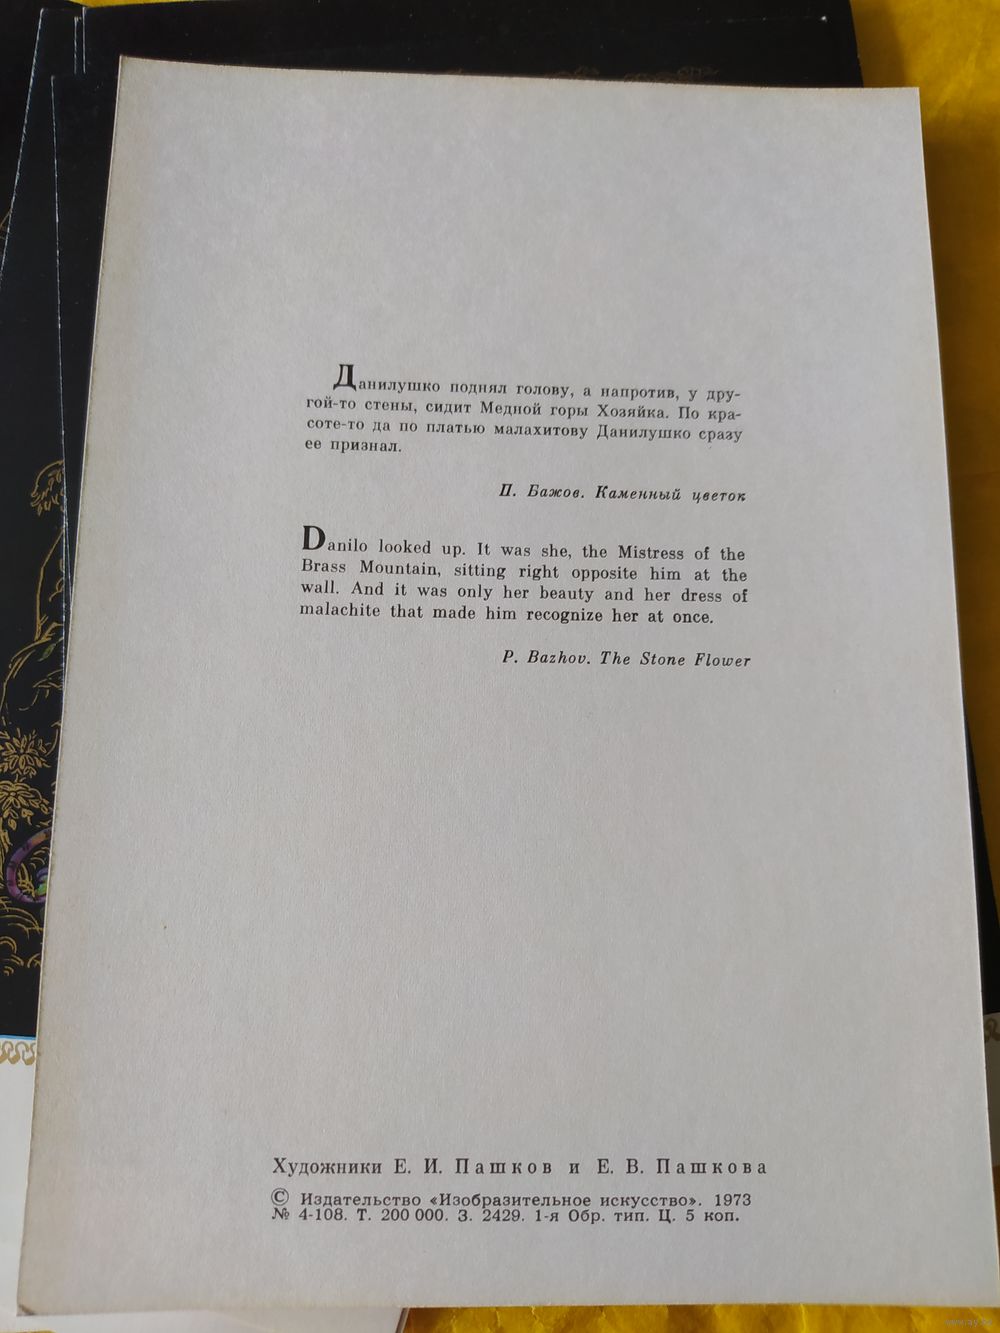 Данилушко поднял голову, а напротив, у дру-
гой-то стены, сидит Медной горы Хозяйка. По кра-
соте-то да по платью малахитову Данилушко сразу
ее признал.
П. Бажов. Каменный цветок
Danilo looked up. It was she, the Mistress of the
Brass Mountain, sitting right opposite him at the
wall. And it was only her beauty and her dress of
malachite that made him recognize her at once.
P. Bazhov. The Stone Flower
Художники Е. И. Пашков и Е. В. Пашкова
© Издательство «Изобразительное искусство». 1973
№ 4-108. Т. 200 000. З. 2429. 1-я Обр. тип. Ц. 5 коп.